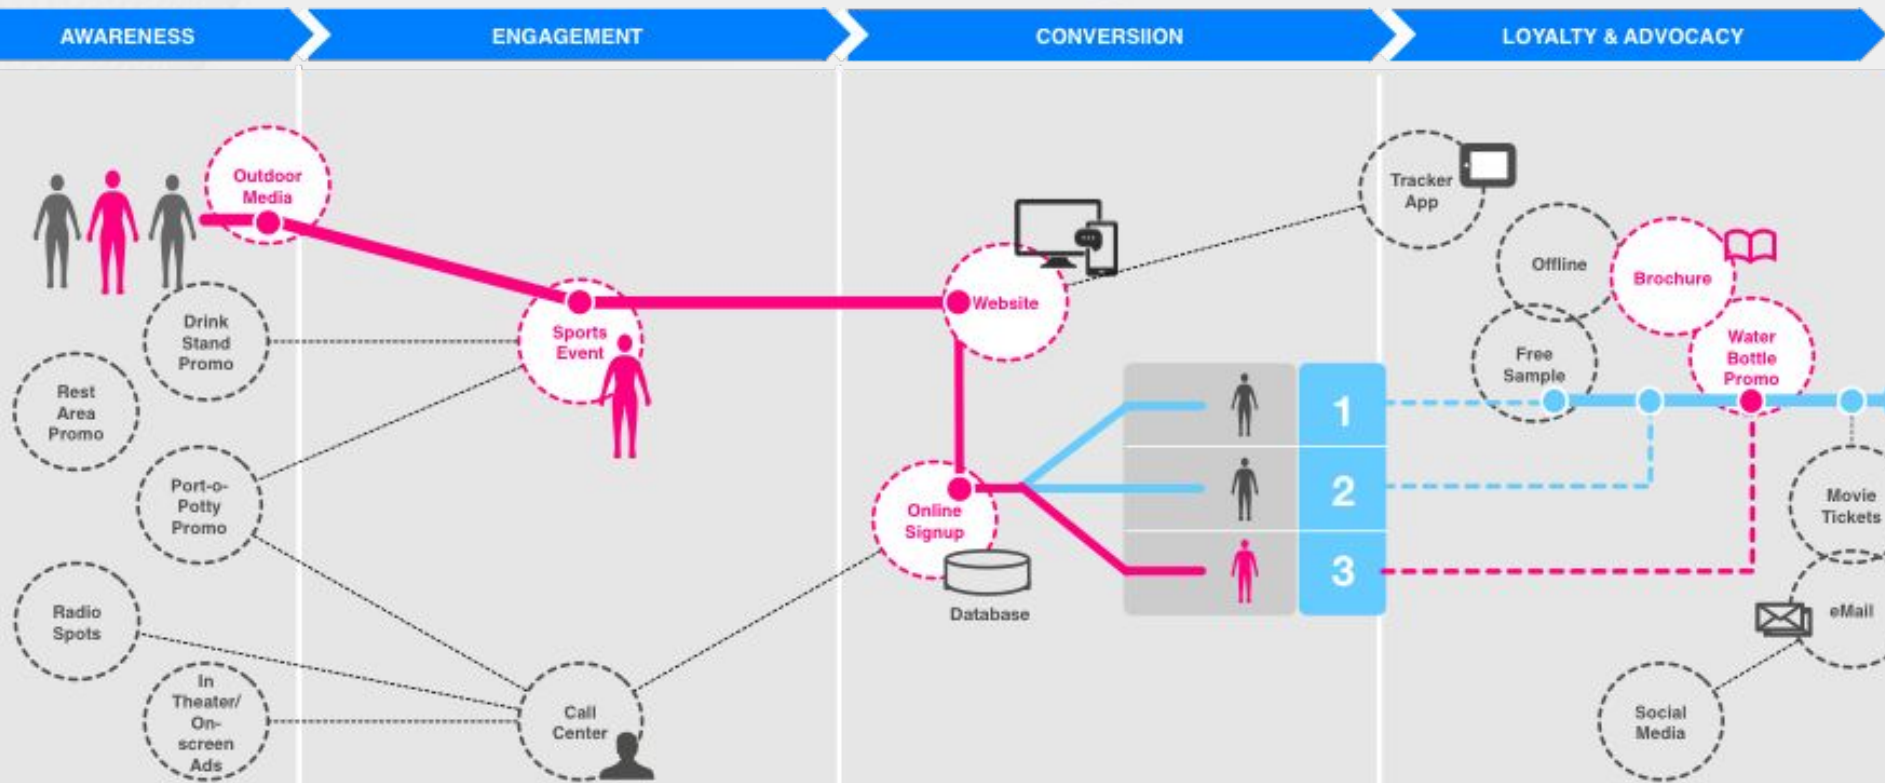 AWARENESS
ENGAGEMENT
CONVERSIION
LOYALTY & ADVOCACY
Outdoor
Media
Drink
Stand
Promo
Rest
Area
Promo
Port-o-
Potty
Promo
Radio
Spots
In
Theater/
On-
screen
Ads
Sports
Event
Call
Center
Website
Online
Signup
Database
1
2
3
Tracker
App
Offline
Brochure
Free
Sample
Water
Bottle
Promo
Movie
Tickets
eMail
Social
Media